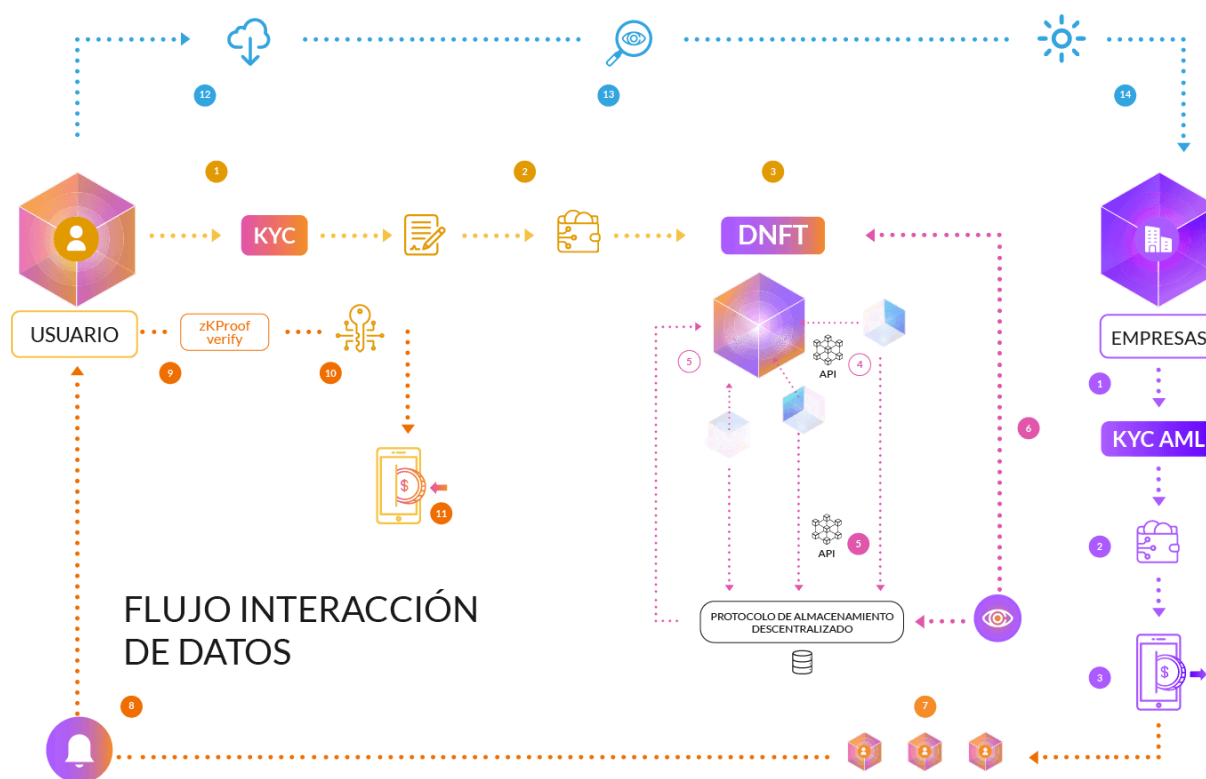 12
13
14
1
2
3
KYC
DNFT
USUARIO
zKProof
verify
9
10
5
API
4
EMPRESAS
1
6
KYC AML
$
11
API
5
2
FLUJO INTERACCIÓN
DE DATOS
PROTOCOLO DE ALMACENAMIENTO
DESCENTRALIZADO
$
3
8
7